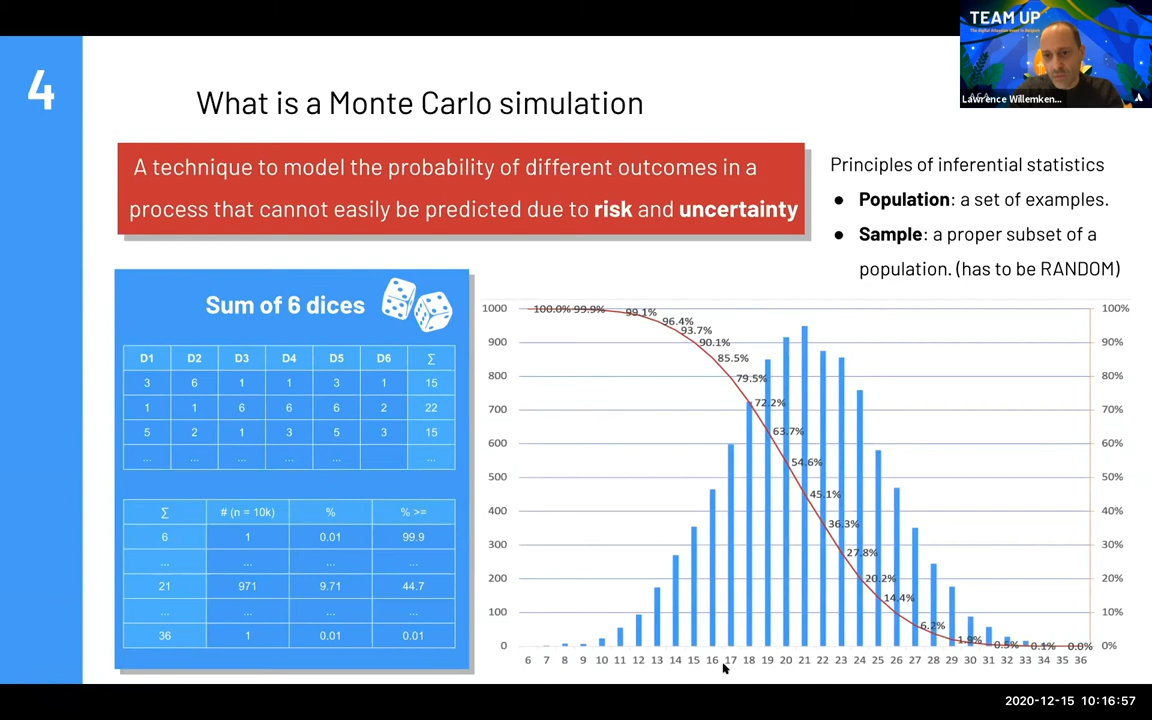 TEAM UP
Lawrence Willemken...
4
What is a Monte Carlo simulation
A technique to model the probability of different outcomes in a
process that cannot easily be predicted due to risk and uncertainty
Principles of inferential statistics
● Population: a set of examples.
● Sample: a proper subset of a
population. (has to be RANDOM)
Sum of 6 dices
D1 D2 D3 D4 D5 D6 ∑
3 6 1 1 3 1 15
1 1 6 6 6 2 22
5 2 1 3 5 3 15
... ... ... ... ... ...
∑ # (n = 10k) % % >=
6 1 0.01 99.9
... ... ... ...
21 971 9.71 44.7
... ... ... ...
36 1 0.01 0.01
1000 100%
900 90%
800 80%
700 70%
600 60%
500 50%
400 40%
300 30%
200 20%
100 10%
0 0%
100.0% 99.9% 99.1% 96.4% 93.7% 90.1% 85.5% 79.5% 72.2% 63.7% 54.6% 45.1% 36.3% 27.8% 20.2% 14.4% 6.2% 1.9% 0.5% 0.1% 0.0%
6 7 8 9 10 11 12 13 14 15 16 17 18 19 20 21 22 23 24 25 26 27 28 29 30 31 32 33 34 35 36
2020-12-15 10:16:57